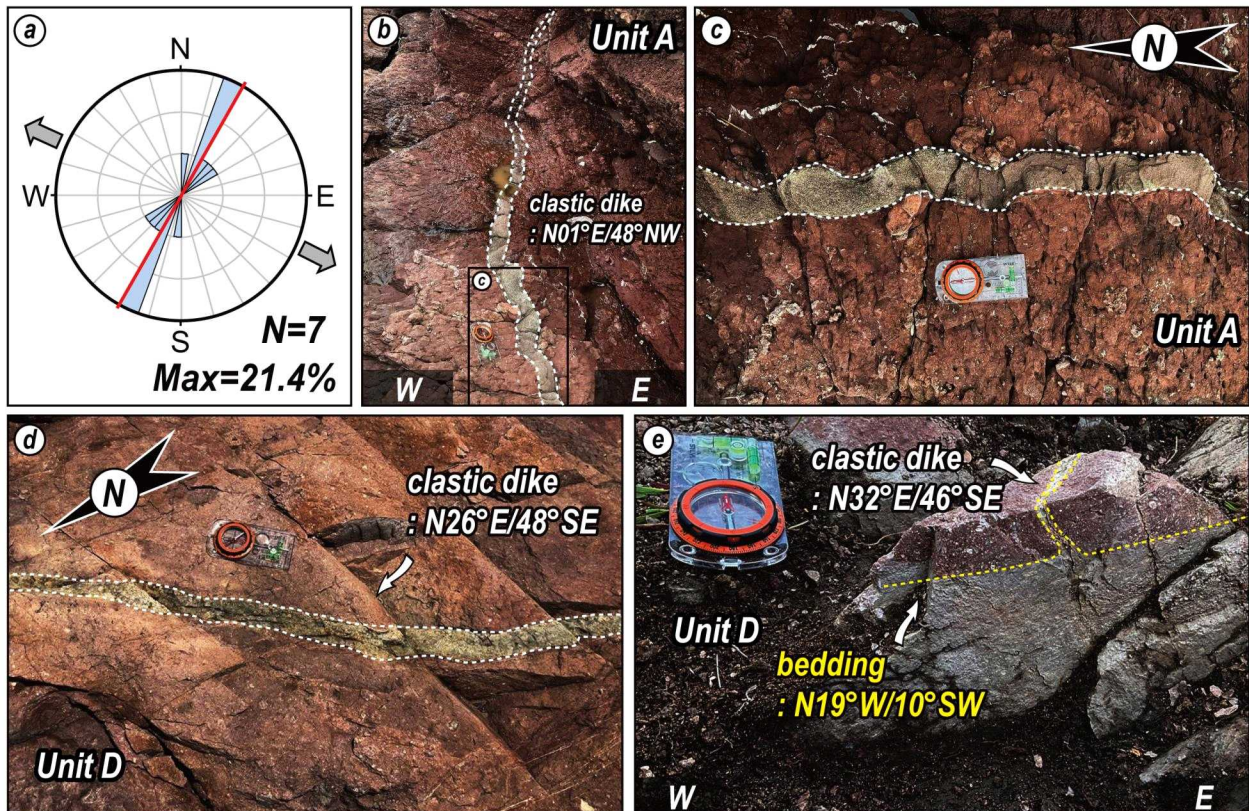 a
N
W
E
S
N=7
Max=21.4%
b
Unit A
clastic dike
: N01°E/48°NW
c
W
E
c
N
Unit A
d
N
clastic dike
: N26°E/48°SE
Unit D
e
clastic dike
: N32°E/46°SE
Unit D
bedding
: N19°W/10°SW
W
E